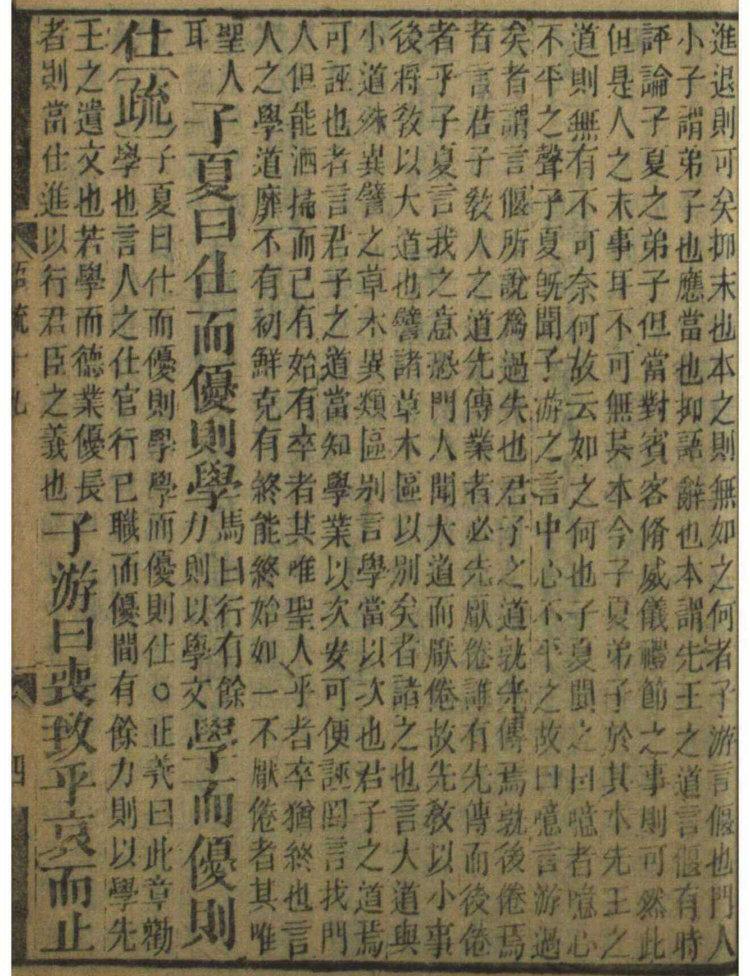 進退則可矣抑末也本之則無如之何者子游言偃也門人
小子謂弟子也應當也抑語辭也本謂先王之道言偃有時
評論子夏之弟子但當對賓客脩威儀禮節之事則可然此
但是人之末事耳不可無其本今子夏弟子於其本先王之
道則無有不可奈何故云如之何也子夏聞之曰噫者噫心
不平之聲子夏既聞子游之言中心不平之故曰噫言游過
矣者謂言偃所說爲過失也君子之道孰先傳焉孰後倦焉
者言君子敎人之道先傳業者必先厭倦誰有先傳而後倦
者乎子夏言我之意恐門人聞大道而厭倦故先敎以小事
後將敎以大道也譬諸草木區以別矣者諸之也言大道與
小道殊異譬之草木異類區別言學當以次也君子之道焉
可誣也者言君子之道當知學業以次安可便誣罔言我門
人但能洒掃而已有始有卒者其唯聖人乎者卒猶終也言
人之學道靡不有初鮮克有終能終始如一不厭倦者其唯
聖人
耳
子夏曰仕而優則學
馬曰行有餘
力則以學文
學而優則
仕
疏
子夏曰仕而優則學學而優則仕○正義曰此章勸
學也言人之仕官行己職而優間有餘力則以學先
王之遺文也若學而德業優長
者則當仕進以行君臣之義也
子游曰喪致乎哀而止
疏十九
四